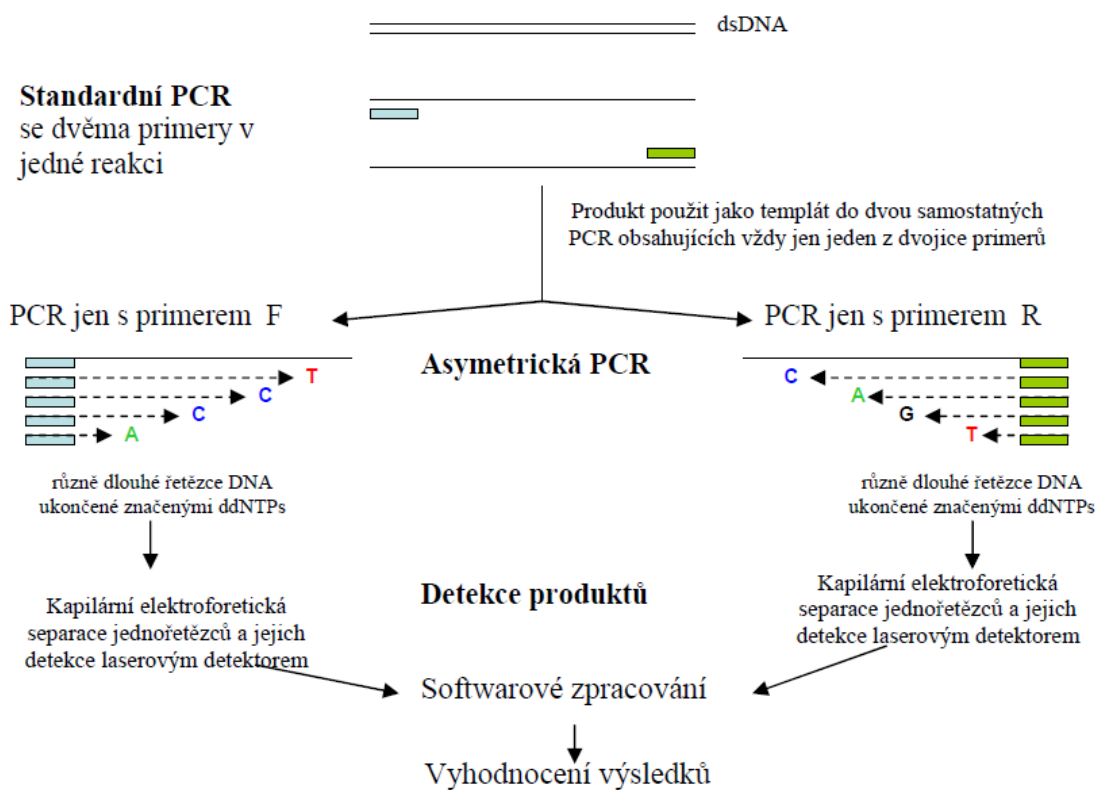 dsDNA
Standardní PCR
se dvěma primery v
jedné reakci
Produkt použit jako templát do dvou samostatných
PCR obsahujících vždy jen jeden z dvojice primerů
PCR jen s primerem F
PCR jen s primerem R
Asymetrická PCR
T
C
C
A
C
A
G
T
různě dlouhé řetězce DNA
ukončené značenými ddNTPs
různě dlouhé řetězce DNA
ukončené značenými ddNTPs
Kapilární elektroforetická
separace jednořetězců a jejich
detekce laserovým detektorem
Detekce produktů
Kapilární elektroforetická
separace jednořetězců a jejich
detekce laserovým detektorem
Softwarové zpracování
Vyhodnocení výsledků